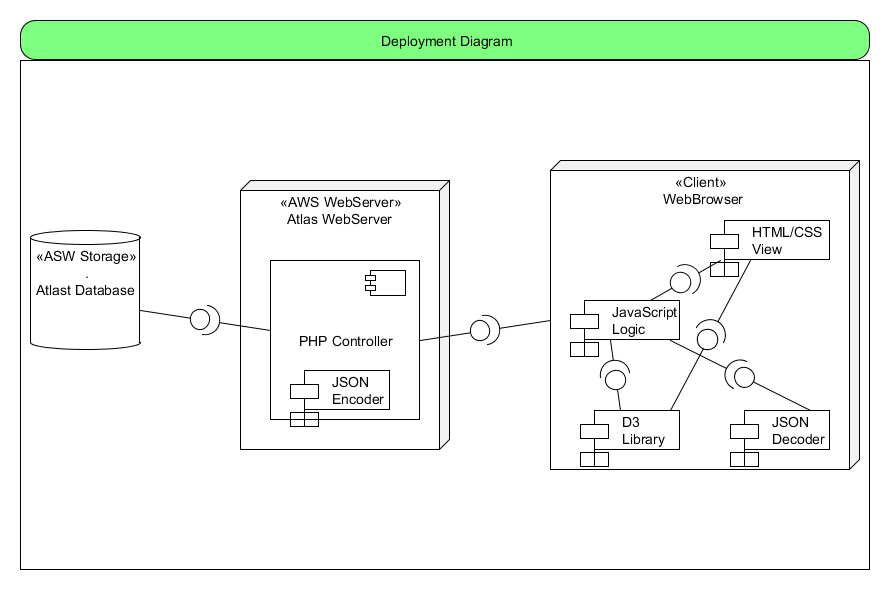 Deployment Diagram
«ASW Storage»
.
Atlast Database
«AWS WebServer»
Atlas WebServer
PHP Controller
JSON
Encoder
«Client»
WebBrowser
HTML/CSS
View
JavaScript
Logic
D3
Library
JSON
Decoder